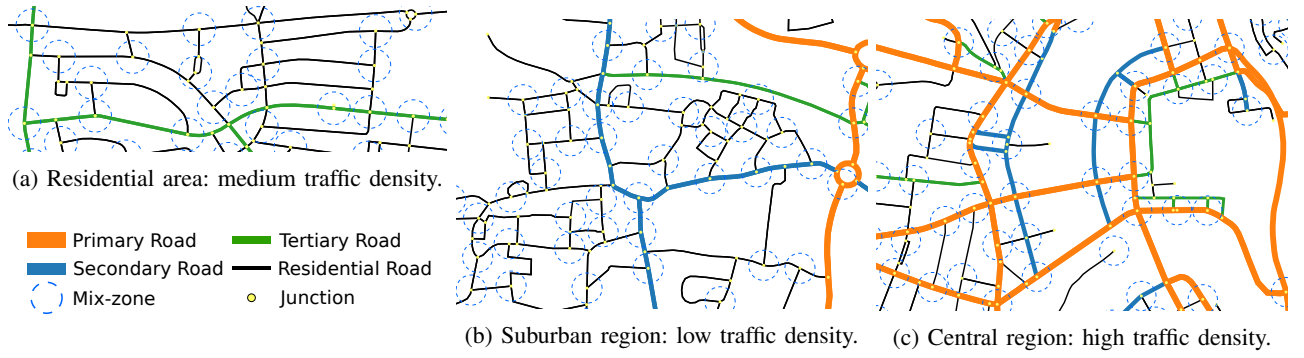 (a) Residential area: medium traffic density.
Primary Road
Tertiary Road
Secondary Road
Residential Road
Mix-zone
Junction
(b) Suburban region: low traffic density.
(c) Central region: high traffic density.